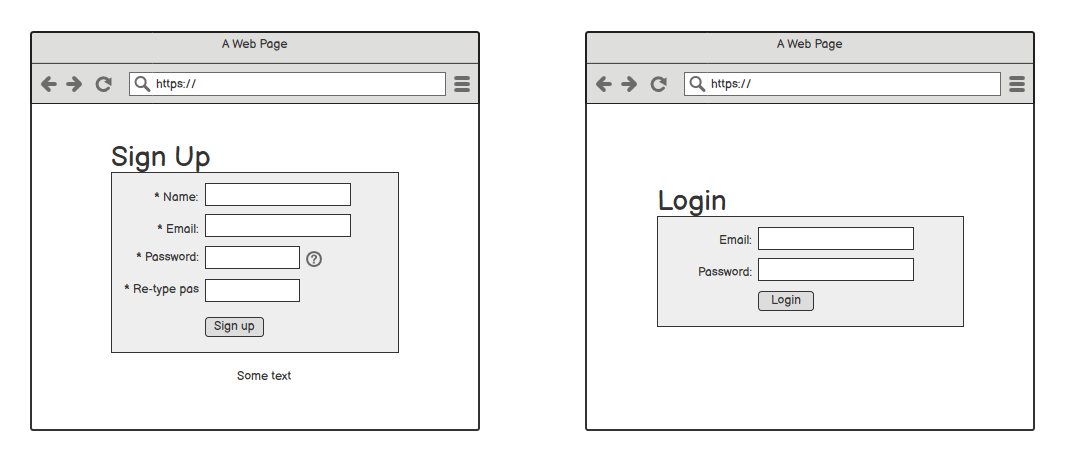 A Web Page
https://
Sign Up
* Name:
* Email:
* Password:
?
* Re-type pas
Sign up
Some text
A Web Page
https://
Login
Email:
Password:
Login